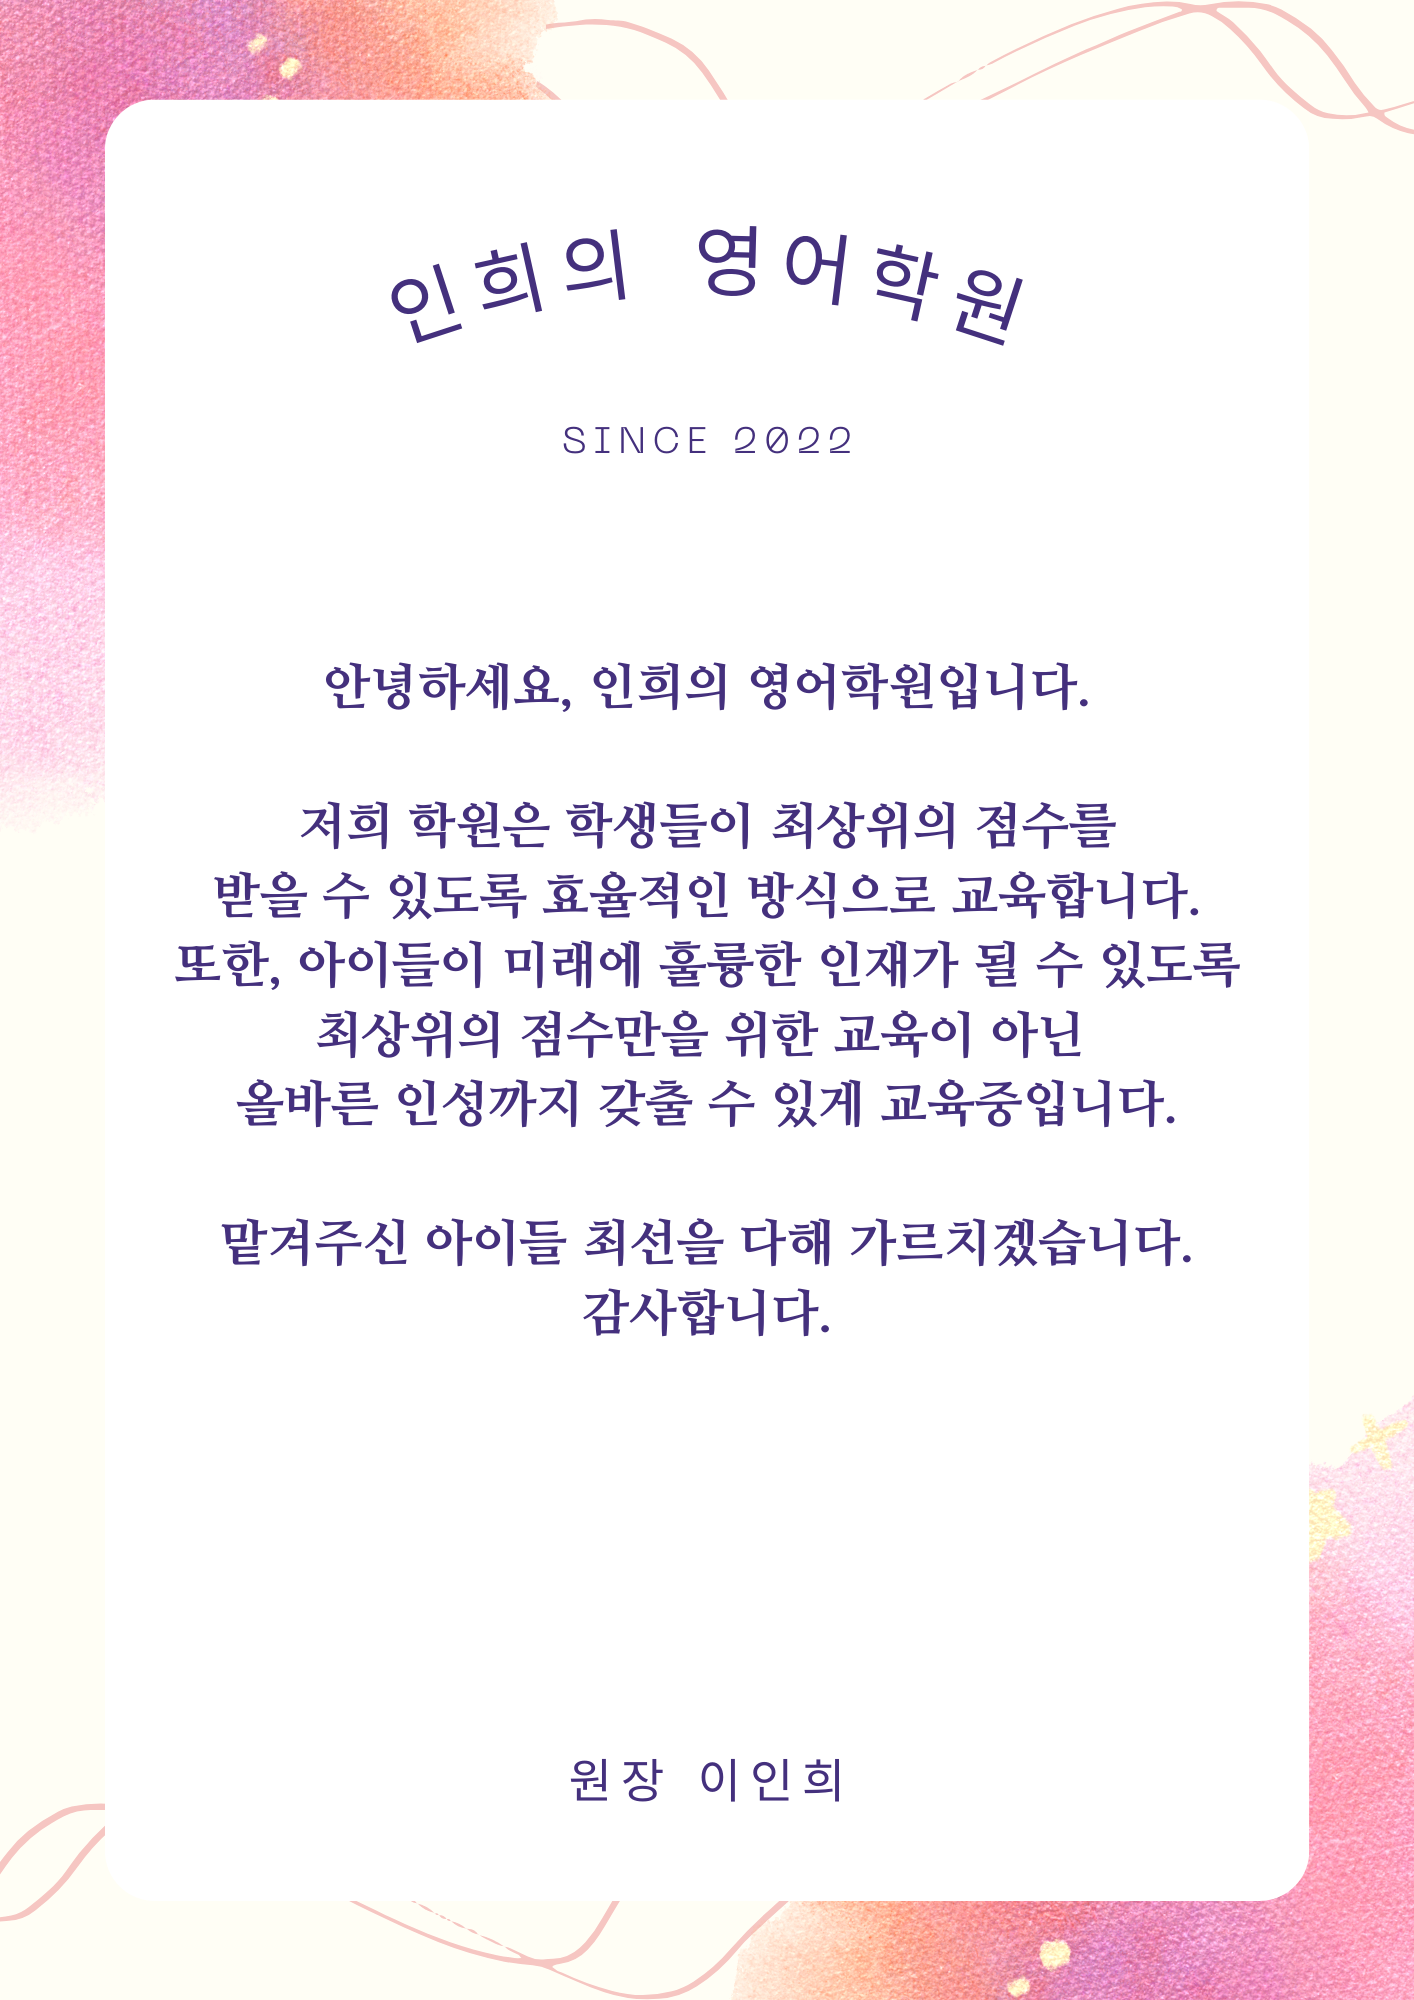 인희의 영어학원
SINCE 2022
안녕하세요, 인희의 영어학원입니다.
저희 학원은 학생들이 최상위의 점수를
받을 수 있도록 효율적인 방식으로 교육합니다.
또한, 아이들이 미래에 훌륭한 인재가 될 수 있도록
최상위의 점수만을 위한 교육이 아닌
올바른 인성까지 갖출 수 있게 교육중입니다.
맡겨주신 아이들 최선을 다해 가르치겠습니다.
감사합니다.
원장 이인희